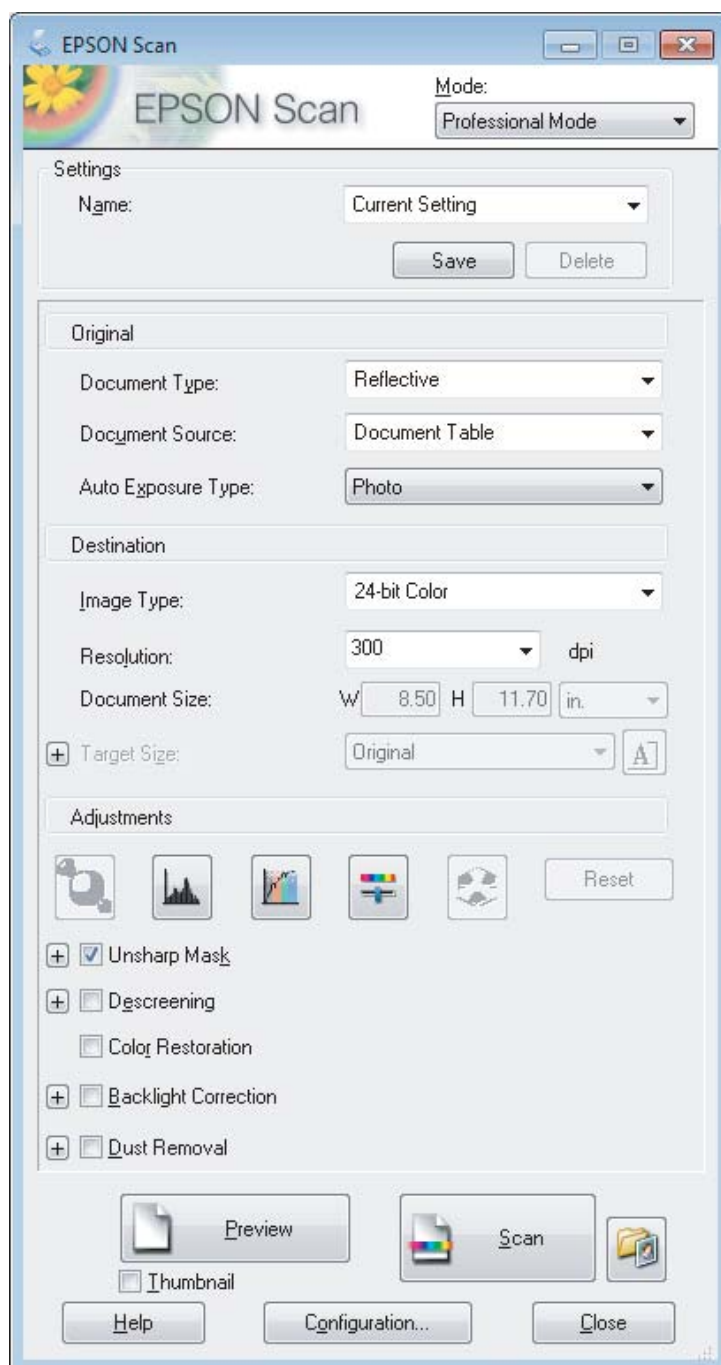 EPSON Scan
EPSON Scan
Mode:
Professional Mode
Settings
Name: Current Setting
Save Delete
Original
Document Type: Reflective
Document Source: Document Table
Auto Exposure Type: Photo
Destination
Image Type: 24-bit Color
Resolution: 300 dpi
Document Size: W 8.50 H 11.70 in.
Target Size: Original A
Adjustments
Reset
Unsharp Mask
Descreening
Color Restoration
Backlight Correction
Dust Removal
Preview Scan
Thumbnail
Help Configuration... Close